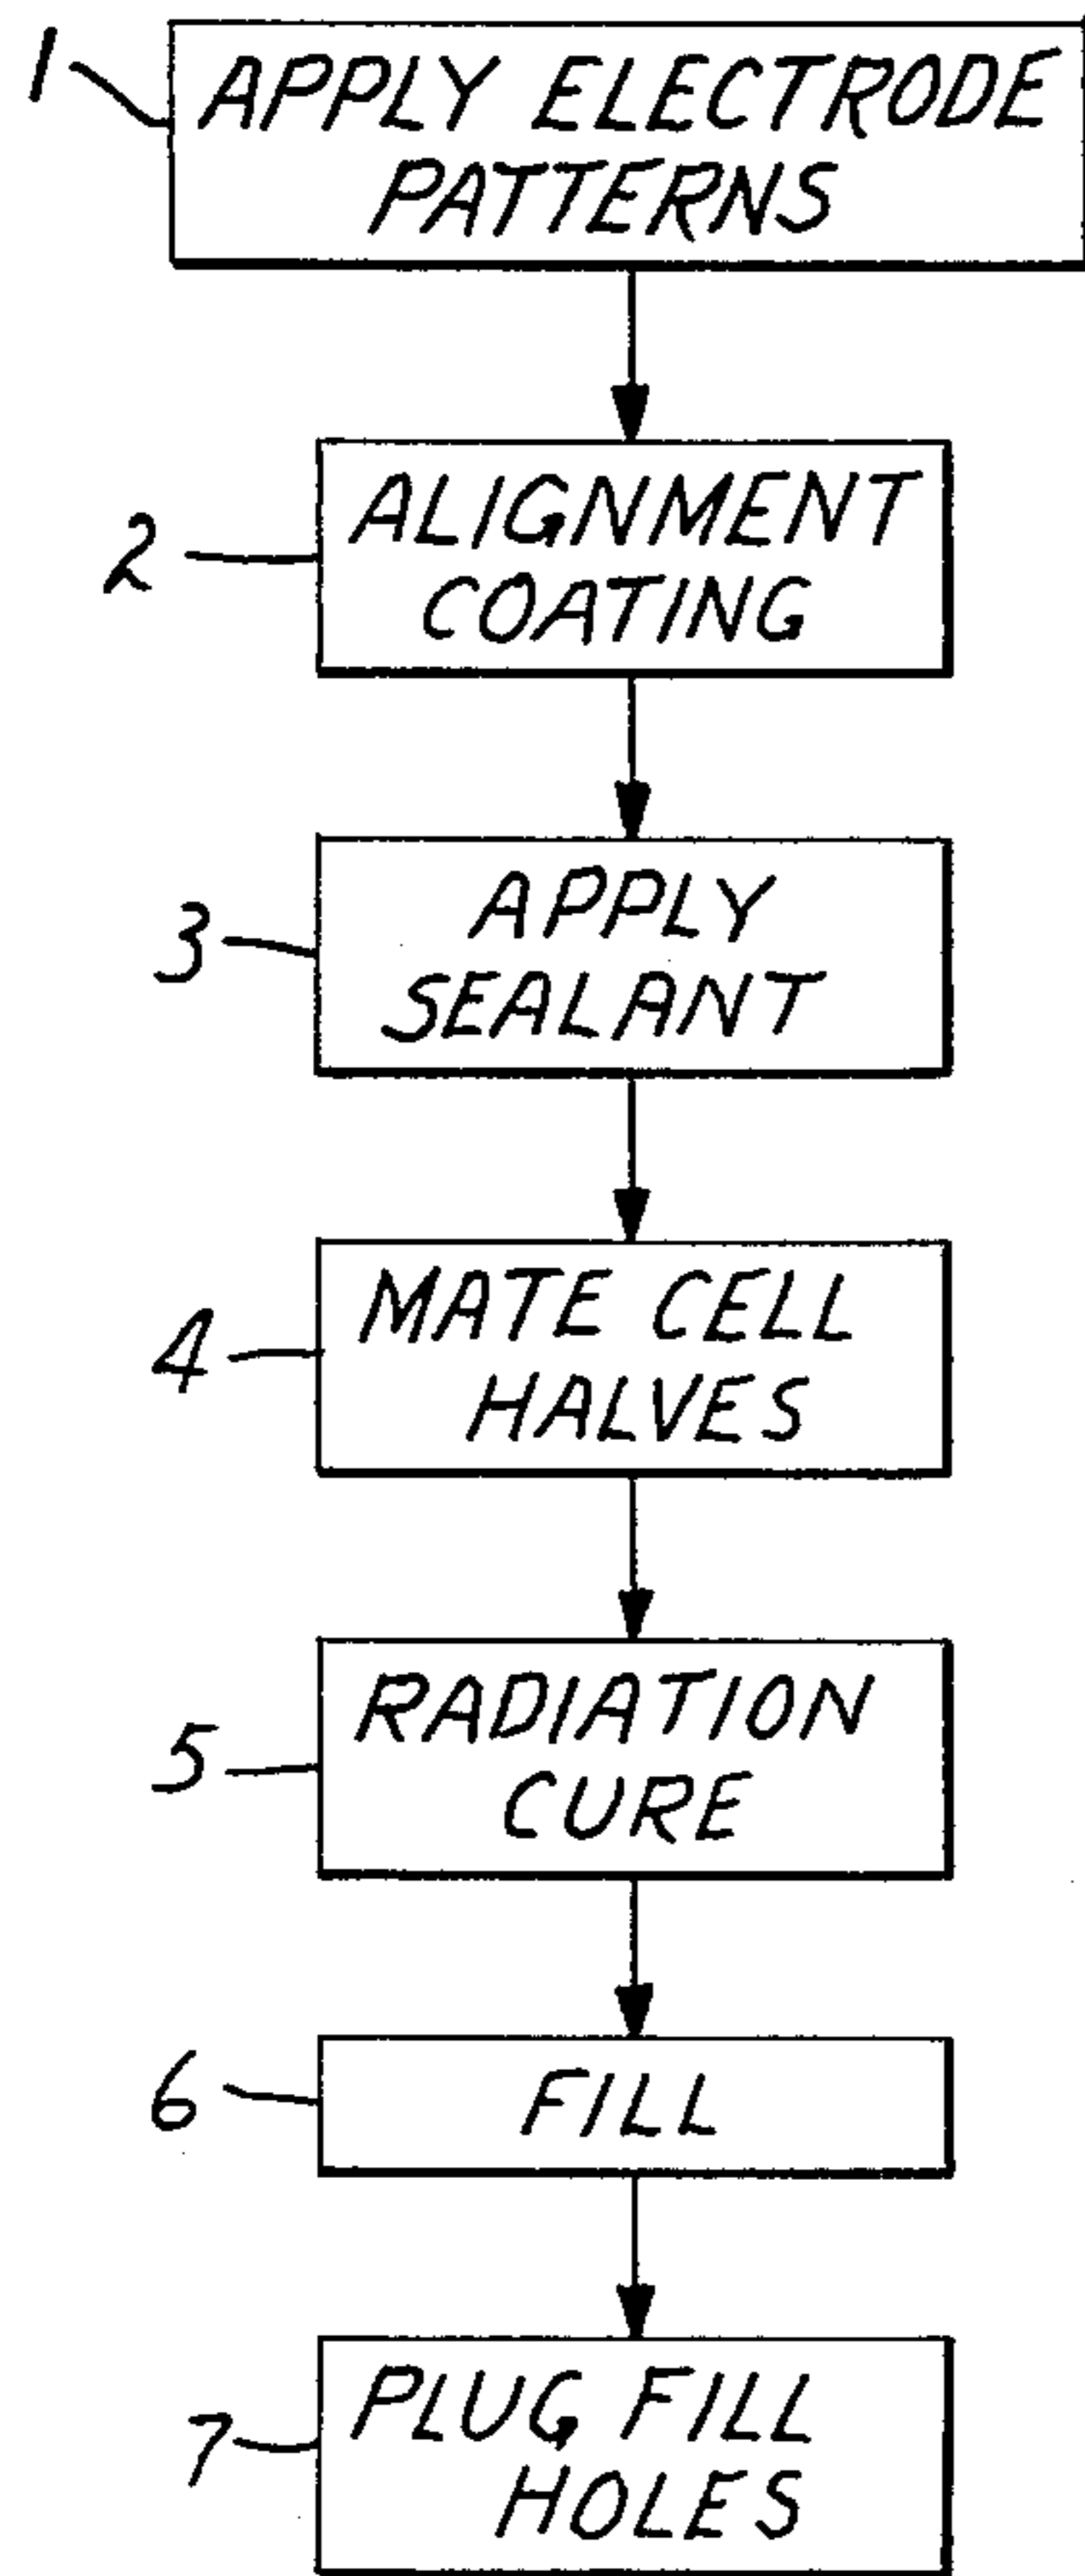 1
APPLY ELECTRODE
PATTERNS
2
ALIGNMENT
COATING
3
APPLY
SEALANT
4
MATE CELL
HALVES
5
RADIATION
CURE
6
FILL
7
PLUG FILL
HOLES